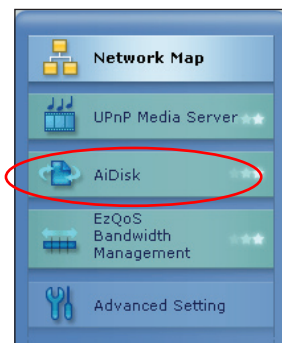 Network Map
UPnP Media Server
AiDisk
EzQoS
Bandwidth
Management
Advanced Setting